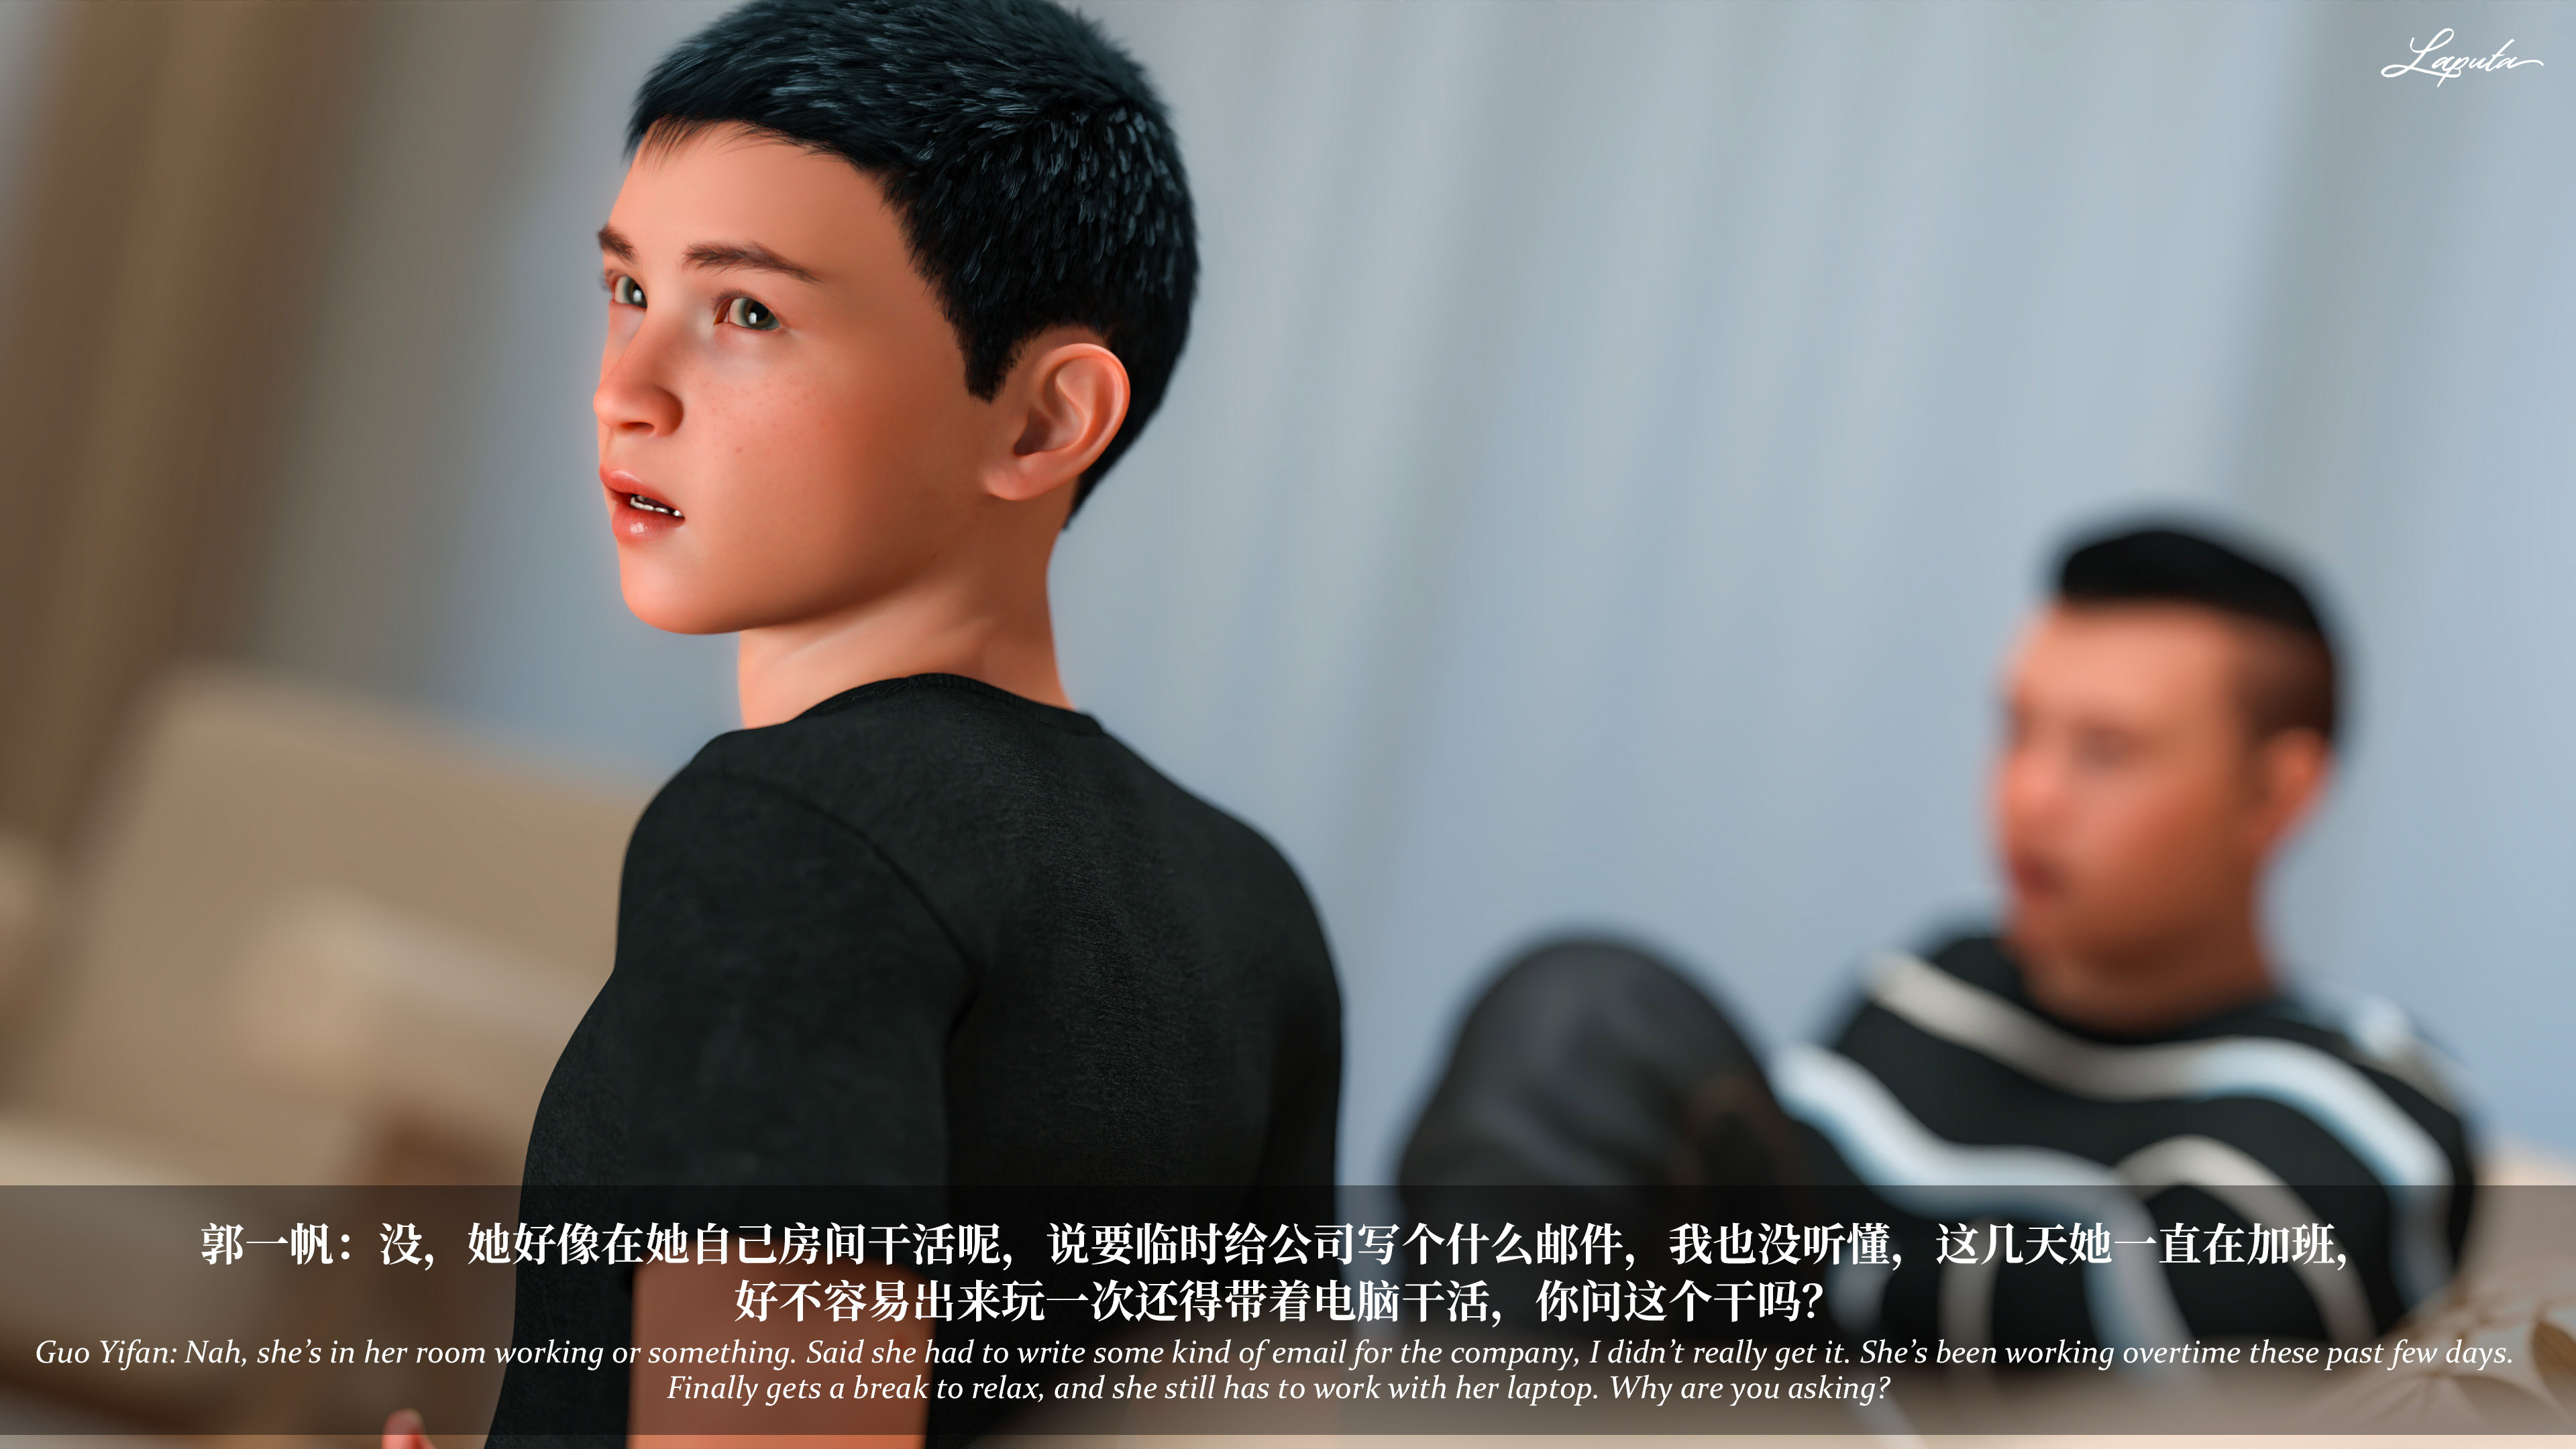 Laputa
郭一帆：没，她好像在她自己房间干活呢，说要临时给公司写个什么邮件，我也没听懂，这几天她一直在加班，
好不容易出来玩一次还得带着电脑干活，你问这个干吗？
Guo Yifan: Nah, she’s in her room working or something. Said she had to write some kind of email for the company, I didn’t really get it. She’s been working overtime these past few days.
Finally gets a break to relax, and she still has to work with her laptop. Why are you asking?